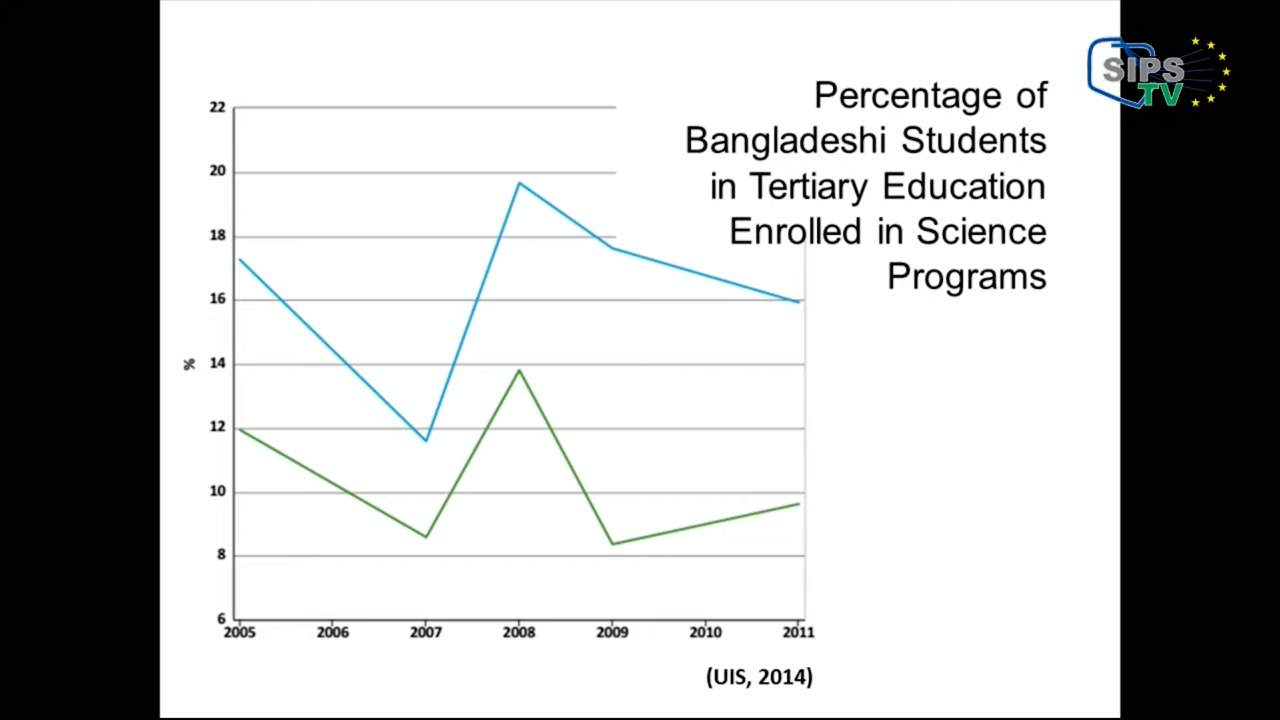 SIPS
TV
Percentage of
Bangladeshi Students
in Tertiary Education
Enrolled in Science
Programs
22
20
18
16
14
12
10
8
6
%
2005 2006 2007 2008 2009 2010 2011
(UIS, 2014)